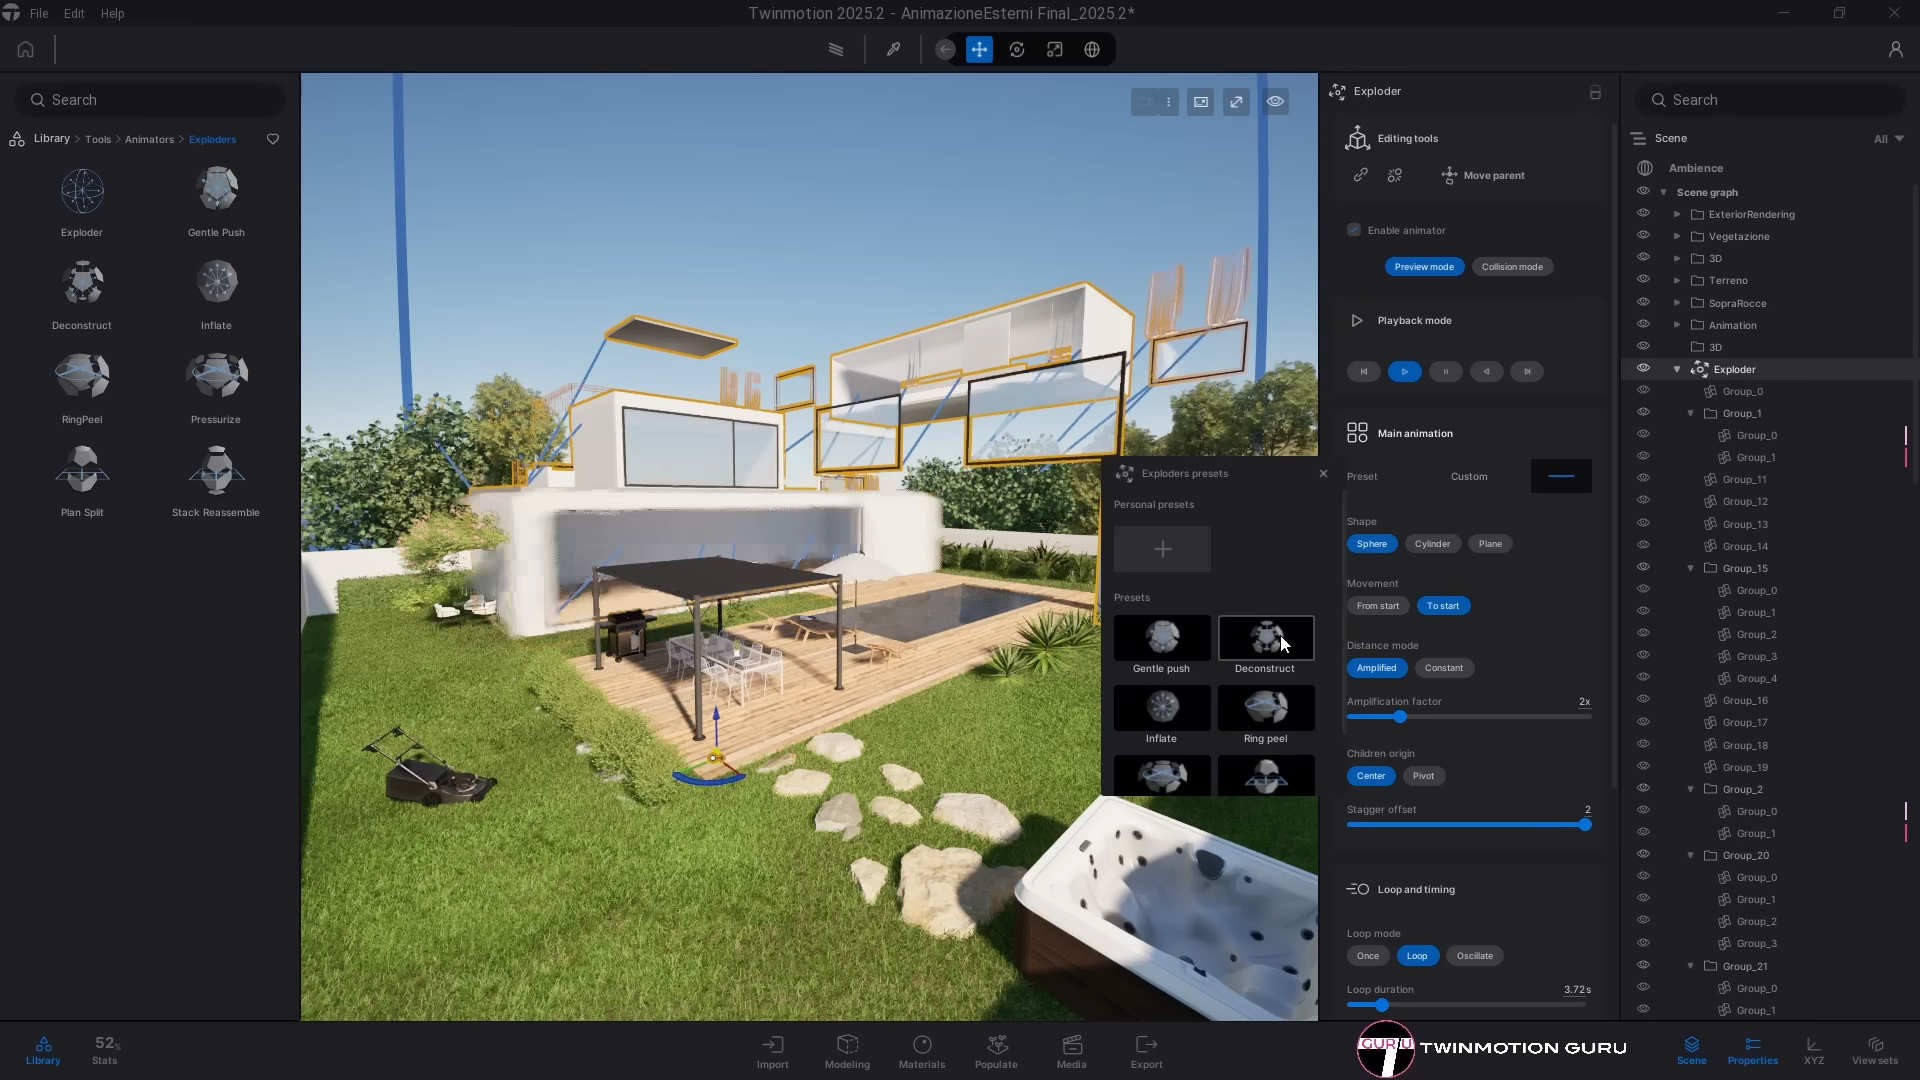 File Edit Help
Twinmotion 2025.2 - AnimazioneEsterni Final_2025.2*
Search
Library > Tools > Animators > Exploders
Exploder
Gentle Push
Deconstruct
Inflate
RingPeel
Pressurize
Plan Split
Stack Reassemble
Exploders presets
Personal presets
Presets
Gentle push
Deconstruct
Inflate
Ring peel
Exploder
Editing tools
Move parent
Enable animator
Preview mode
Collision mode
Playback mode
Main animation
Preset
Custom
Shape
Sphere
Cylinder
Plane
Movement
From start
To start
Distance mode
Amplified
Constant
Amplification factor
2x
Children origin
Center
Pivot
Stagger offset
2
Loop and timing
Loop mode
Once
Loop
Oscillate
Loop duration
3.72s
Search
Scene
All
Ambience
Scene graph
ExteriorRendering
Vegetazione
3D
Terreno
SopraRocce
Animation
3D
Exploder
Group_0
Group_1
Group_0
Group_1
Group_11
Group_12
Group_13
Group_14
Group_15
Group_0
Group_1
Group_2
Group_3
Group_4
Group_16
Group_17
Group_18
Group_19
Group_2
Group_0
Group_1
Group_20
Group_0
Group_1
Group_2
Group_3
Group_21
Group_0
Group_1
Library
52%
Stats
Import
Modeling
Materials
Populate
Media
Export
GURU
TWINMOTION GURU
Scene
Properties
XYZ
View sets